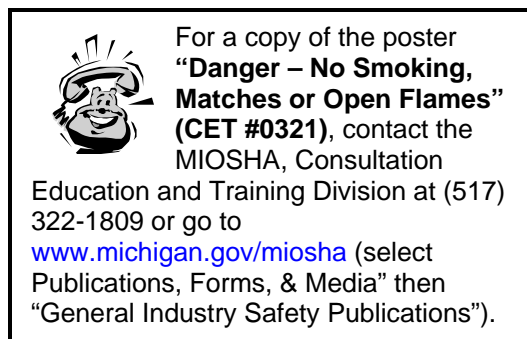 For a copy of the poster
“Danger – No Smoking,
Matches or Open Flames”
(CET #0321), contact the
MIOSHA, Consultation
Education and Training Division at (517)
322-1809 or go to
www.michigan.gov/miosha (select
Publications, Forms, & Media” then
“General Industry Safety Publications”).